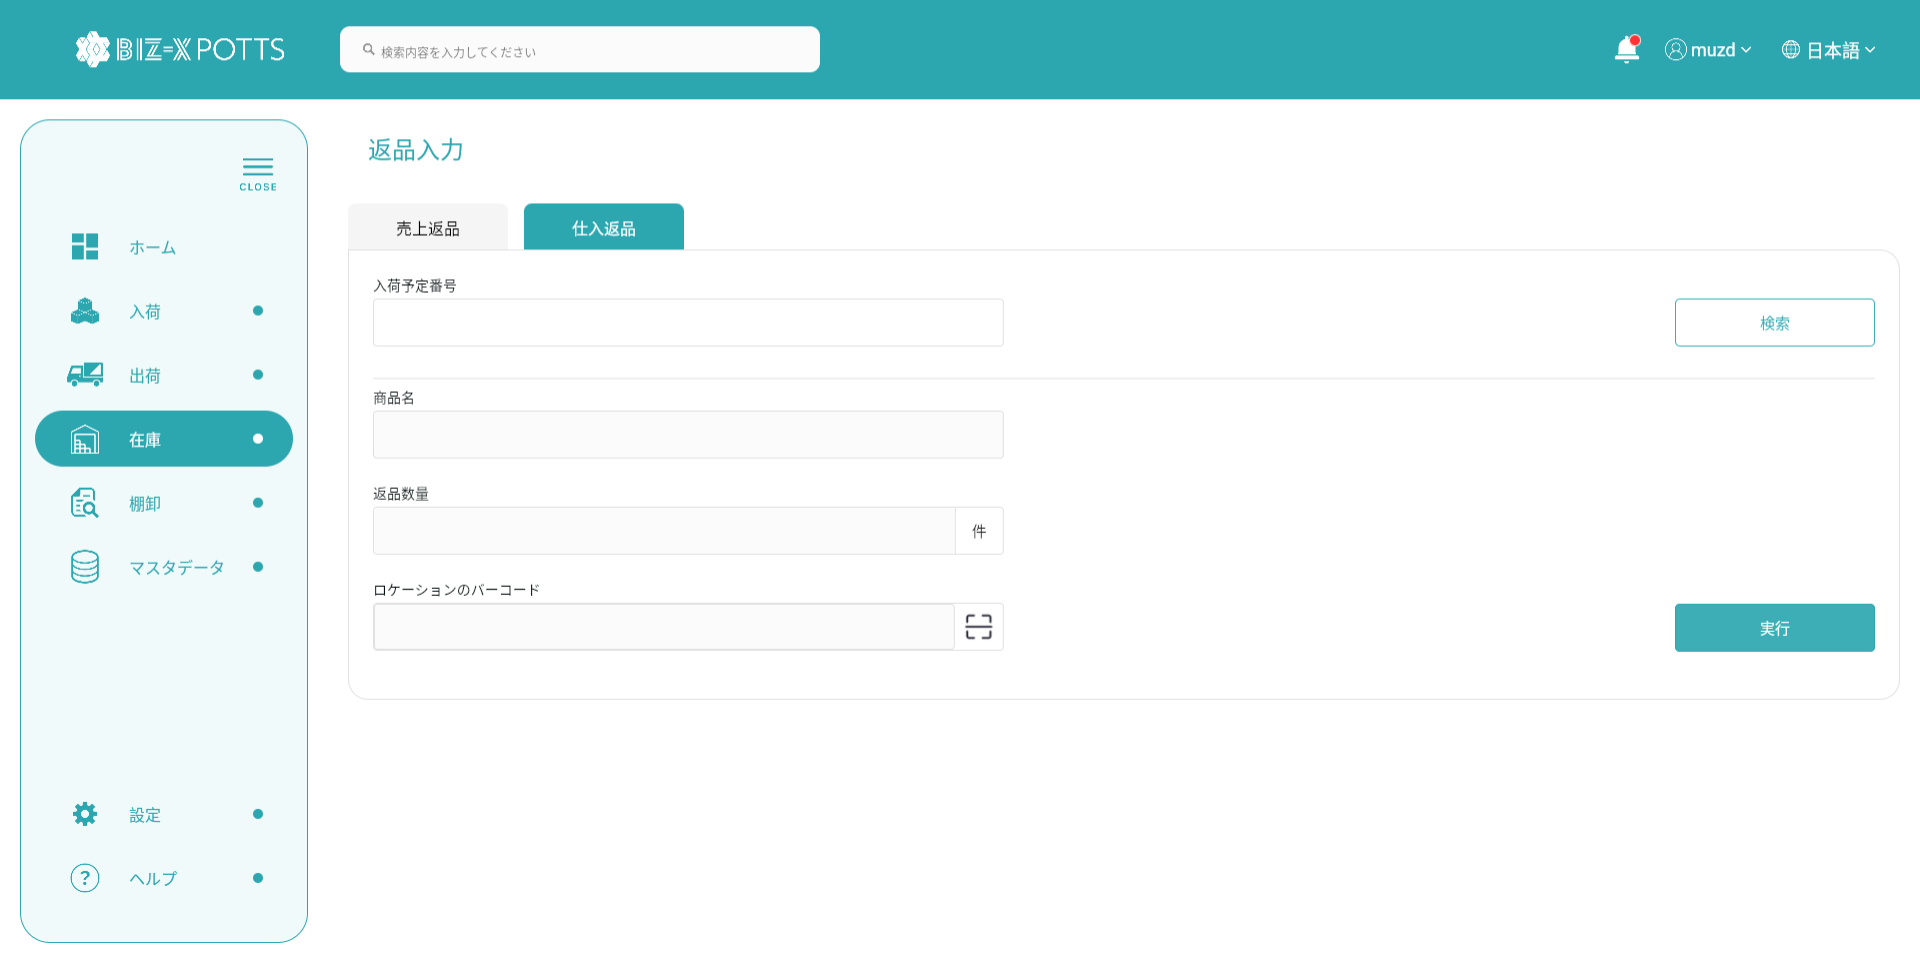 BIZ=X POTTS
検索内容を入力してください
muzd
日本語
CLOSE
ホーム
入荷
出荷
在庫
棚卸
マスタデータ
設定
ヘルプ
返品入力
売上返品
仕入返品
入荷予定番号
検索
商品名
返品数量
件
ロケーションのバーコード
実行